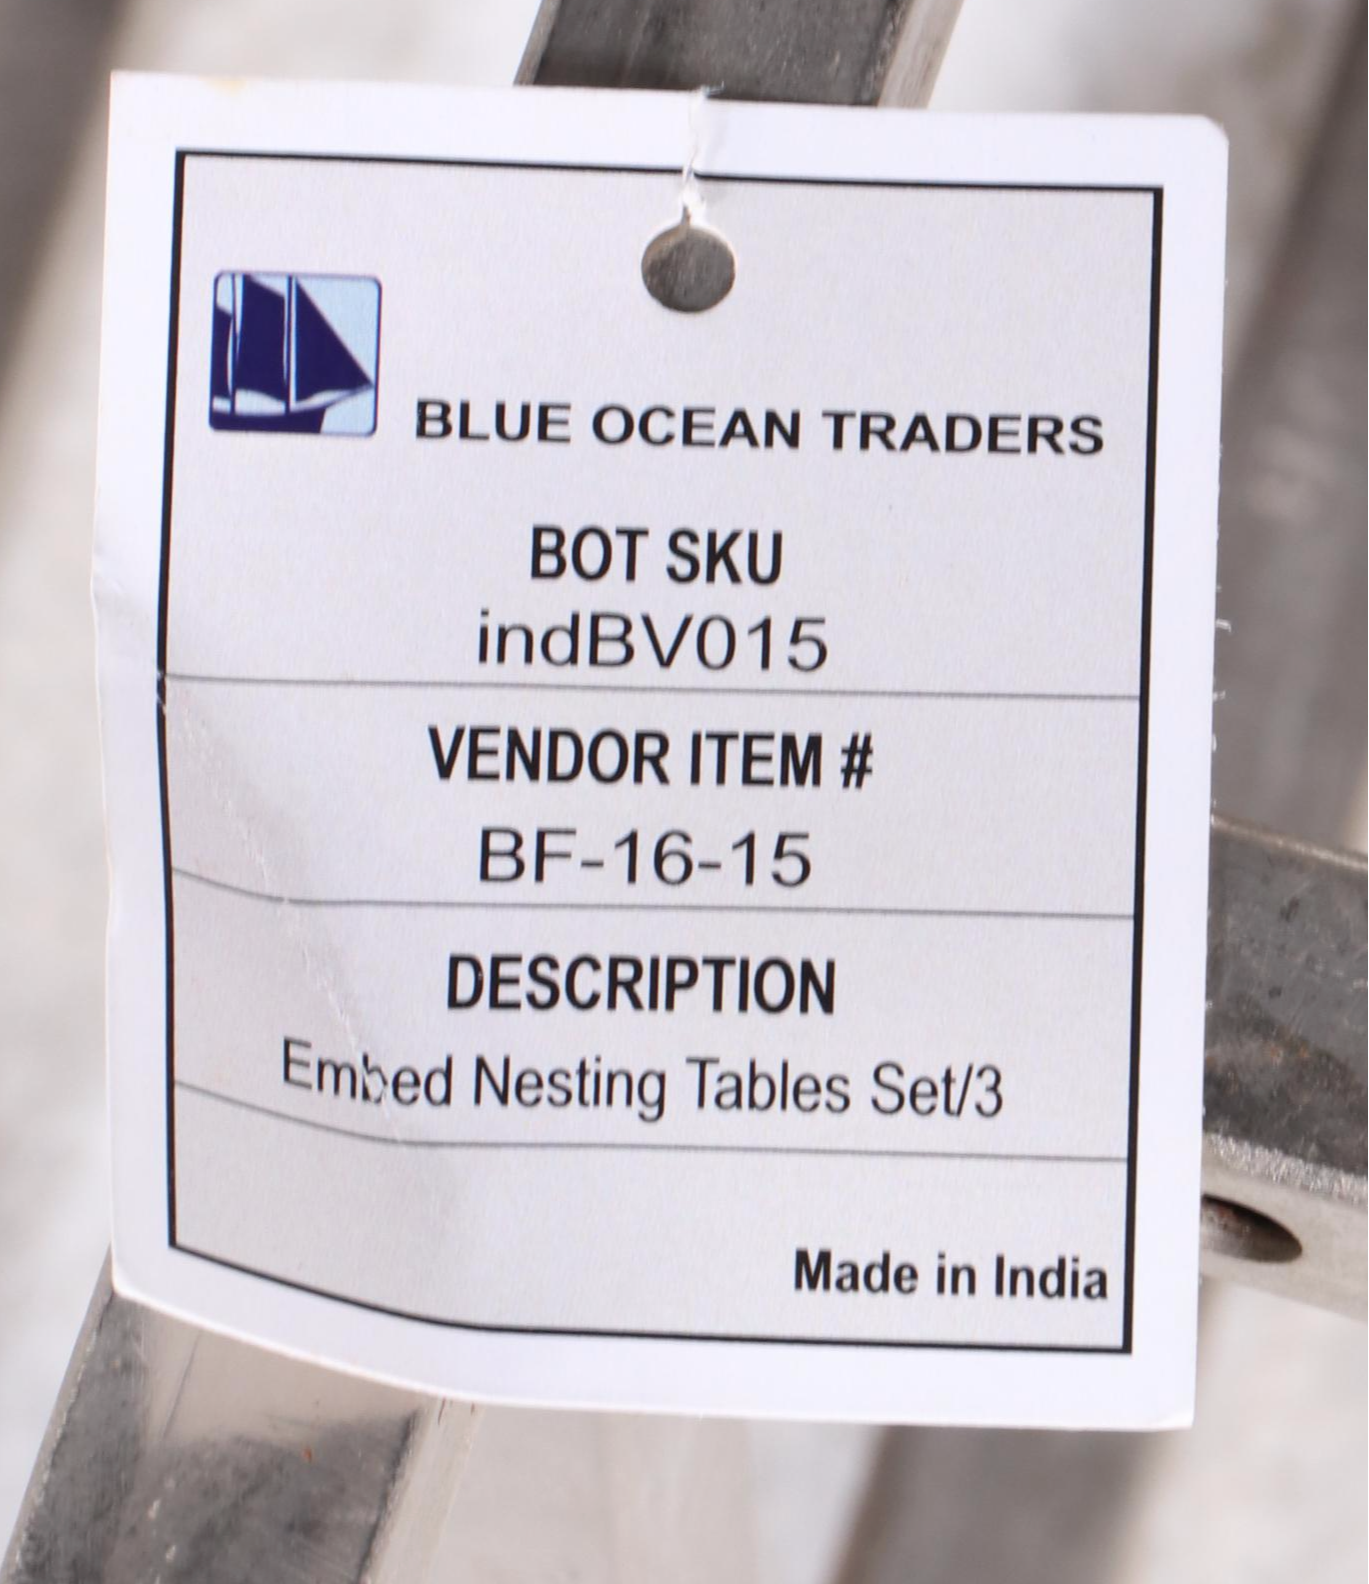 BLUE OCEAN TRADERS
BOT SKU
indBV015
VENDOR ITEM #
BF-16-15
DESCRIPTION
Embed Nesting Tables Set/3
Made in India